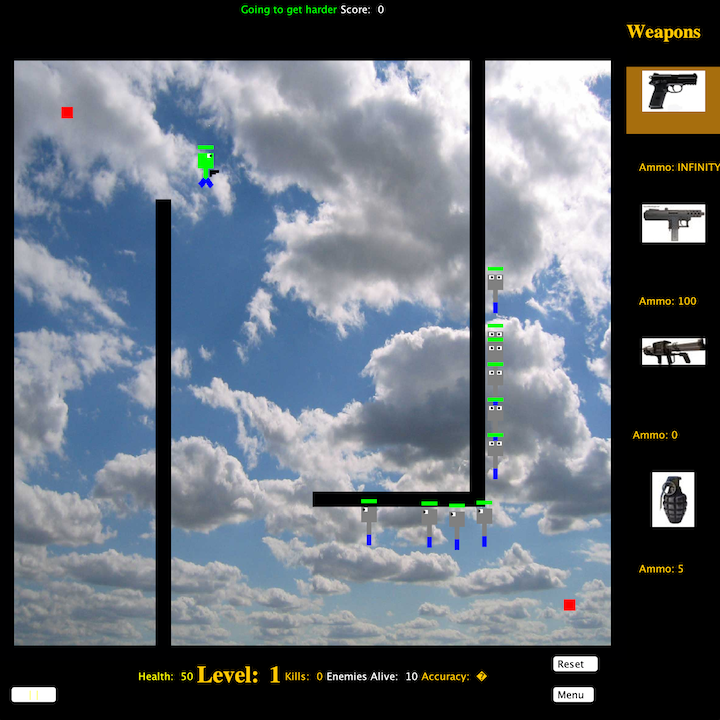 Going to get harder Score: 0
Weapons
Ammo: INFINITY
Ammo: 100
Ammo: 0
Ammo: 5
Health: 50 Level: 1 Kills: 0 Enemies Alive: 10 Accuracy: �
Reset
Menu